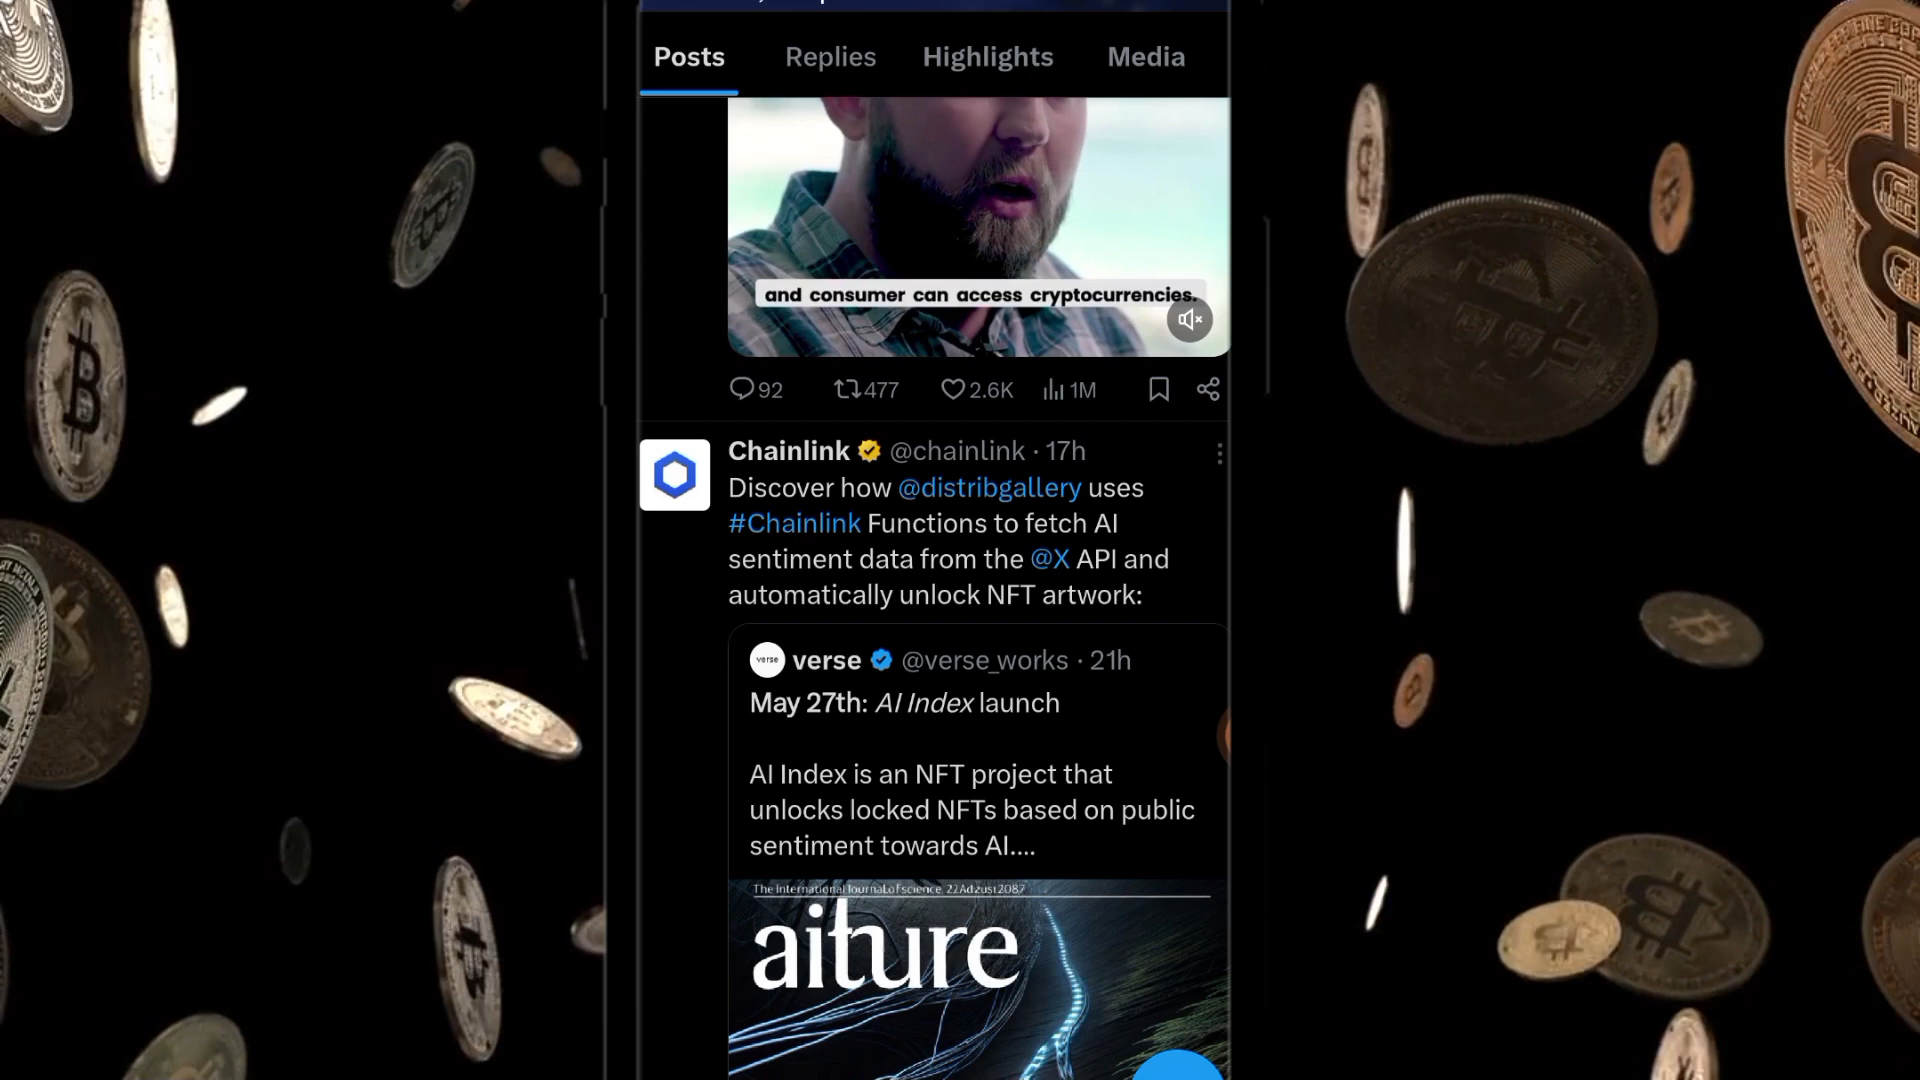 Posts Replies Highlights Media
and consumer can access cryptocurrencies.
92 477 2.6K 1M
Chainlink @chainlink · 17h
Discover how @distribgallery uses
#Chainlink Functions to fetch AI
sentiment data from the @X API and
automatically unlock NFT artwork:
verse verse @verse_works · 21h
May 27th: AI Index launch
AI Index is an NFT project that
unlocks locked NFTs based on public
sentiment towards AI....
The International Journal of science 22Adzust2087
aiture